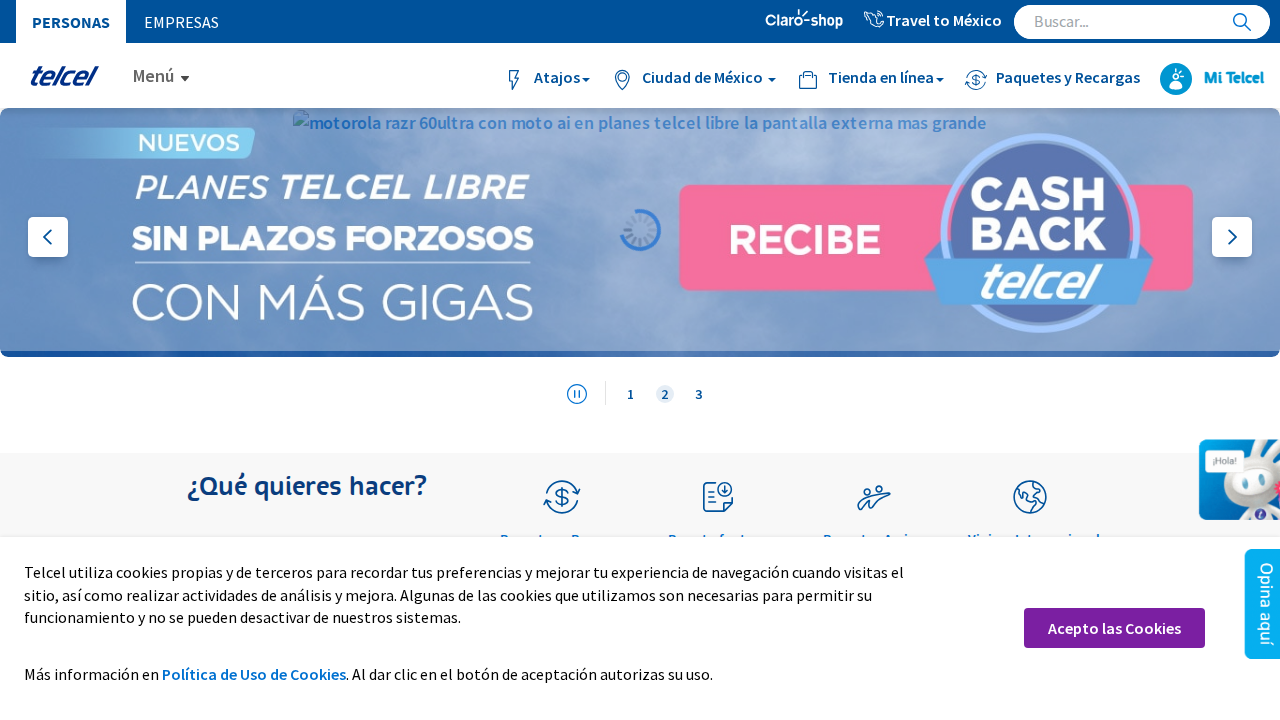 PERSONAS
EMPRESAS
Claro-shop
Travel to México
Buscar...
telcel
Menú
Atajos
Ciudad de México
Tienda en línea
Paquetes y Recargas
Mi Telcel
motorola razr 60ultra con moto ai en planes telcel libre la pantalla externa mas grande
NUEVOS
PLANES TELCEL LIBRE
SIN PLAZOS FORZOSOS
CON MÁS GIGAS
RECIBE
CASH
BACK
telcel
1 2 3
¿Qué quieres hacer?
¡Hola!
Telcel utiliza cookies propias y de terceros para recordar tus preferencias y mejorar tu experiencia de navegación cuando visitas el
sitio, así como realizar actividades de análisis y mejora. Algunas de las cookies que utilizamos son necesarias para permitir su
funcionamiento y no se pueden desactivar de nuestros sistemas.
Más información en Política de Uso de Cookies. Al dar clic en el botón de aceptación autorizas su uso.
Acepto las Cookies
Opina aquí